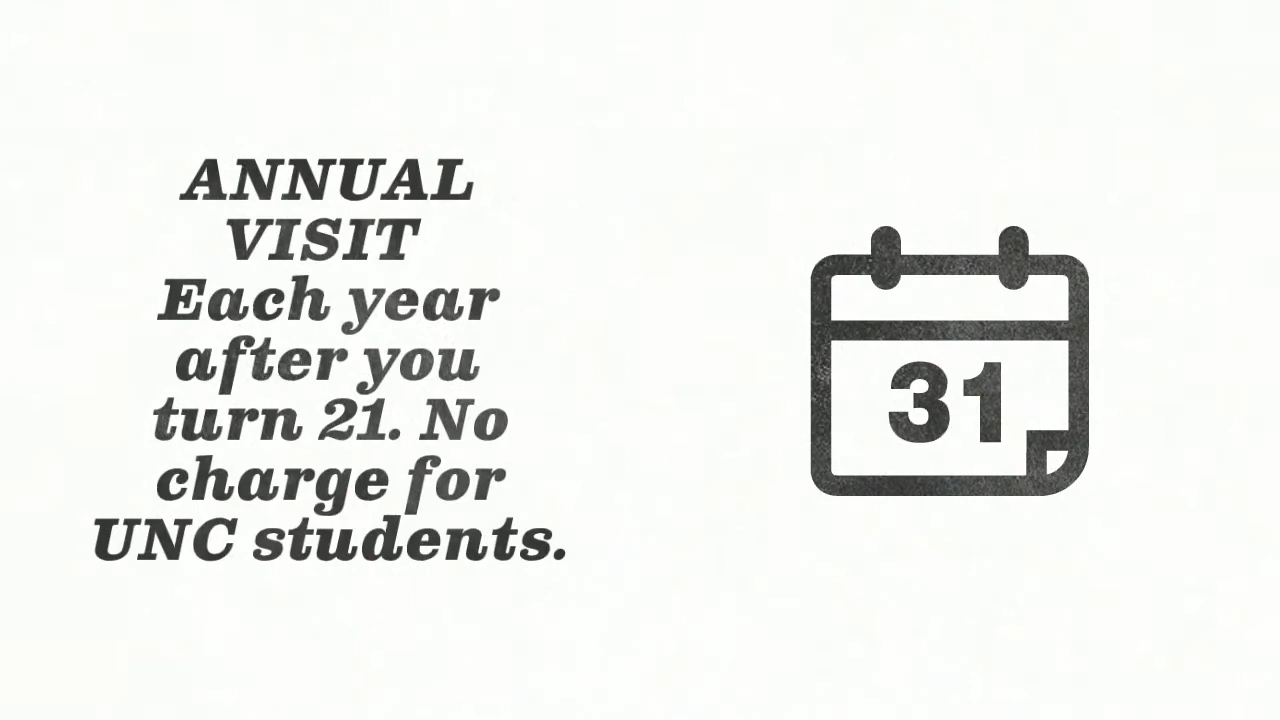 ANNUAL
VISIT
Each year
after you
turn 21. No
charge for
UNC students.
31